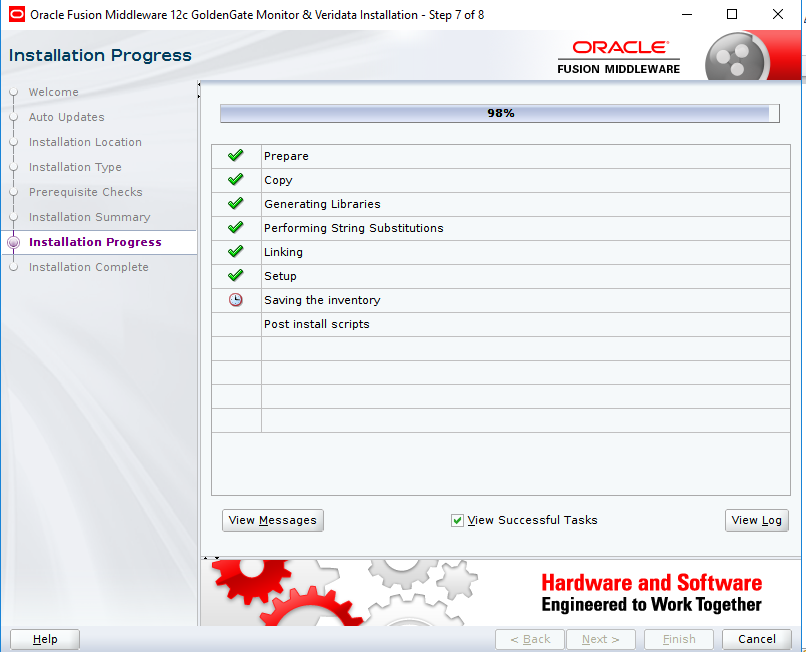 Oracle Fusion Middleware 12c GoldenGate Monitor & Veridata Installation - Step 7 of 8
Installation Progress
ORACLE®
FUSION MIDDLEWARE
Welcome
Auto Updates
Installation Location
Installation Type
Prerequisite Checks
Installation Summary
Installation Progress
Installation Complete
98%
Prepare
Copy
Generating Libraries
Performing String Substitutions
Linking
Setup
Saving the inventory
Post install scripts
View Messages
View Successful Tasks
View Log
Hardware and Software
Engineered to Work Together
Help
< Back
Next >
Finish
Cancel